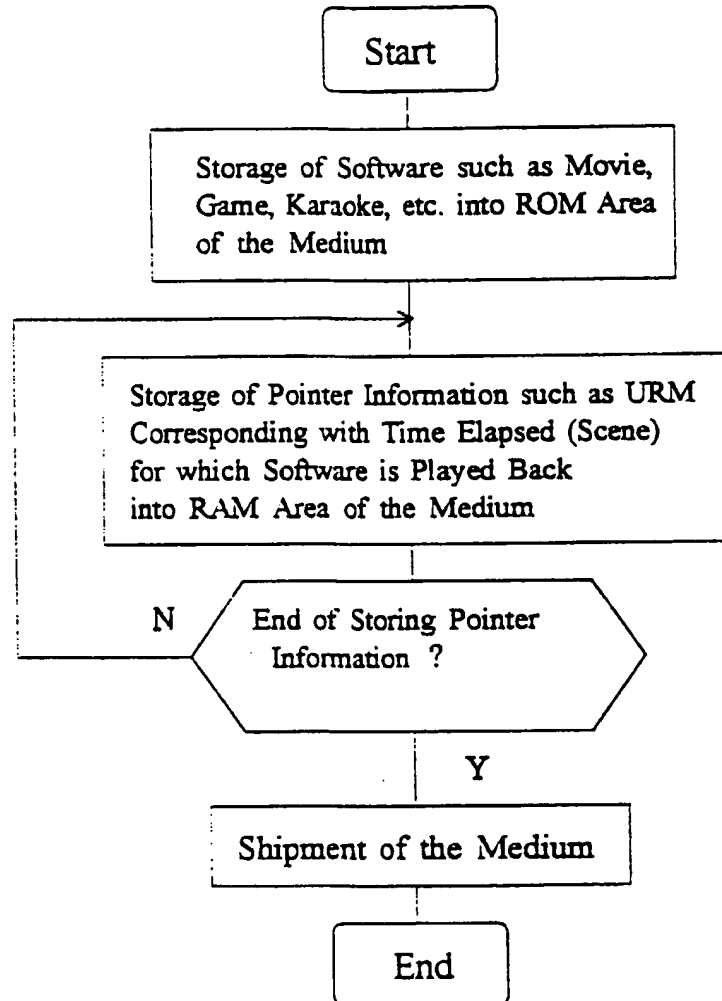 Start
Storage of Software such as Movie,
Game, Karaoke, etc. into ROM Area
of the Medium
Storage of Pointer Information such as URM
Corresponding with Time Elapsed (Scene)
for which Software is Played Back
into RAM Area of the Medium
N
End of Storing Pointer
Information ?
Y
Shipment of the Medium
End